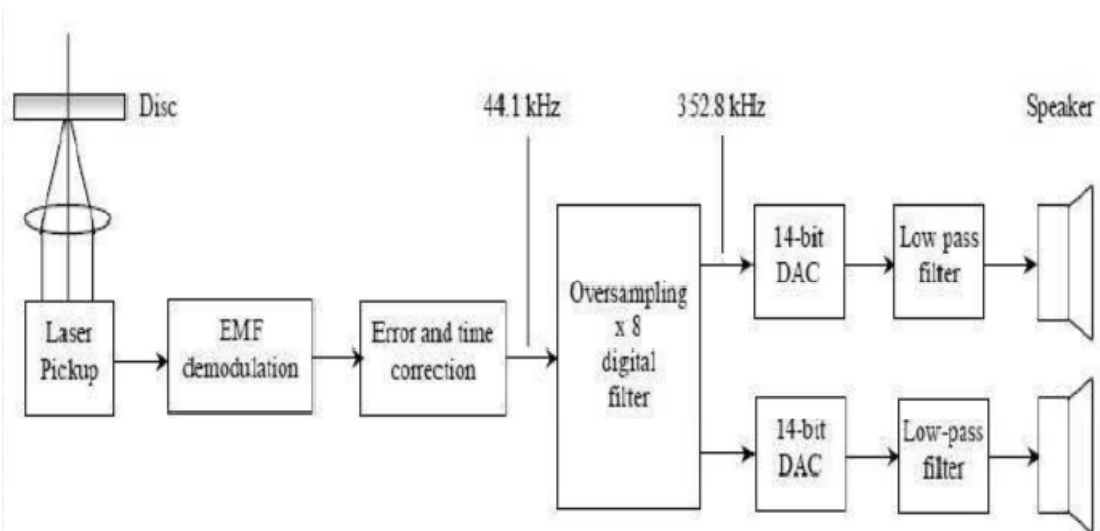 Disc
44.1 kHz
352.8 kHz
Speaker
14-bit
DAC
Low pass
filter
Oversampling
x 8
digital
filter
Laser
Pickup
EMF
demodulation
Error and time
correction
14-bit
DAC
Low-pass
filter